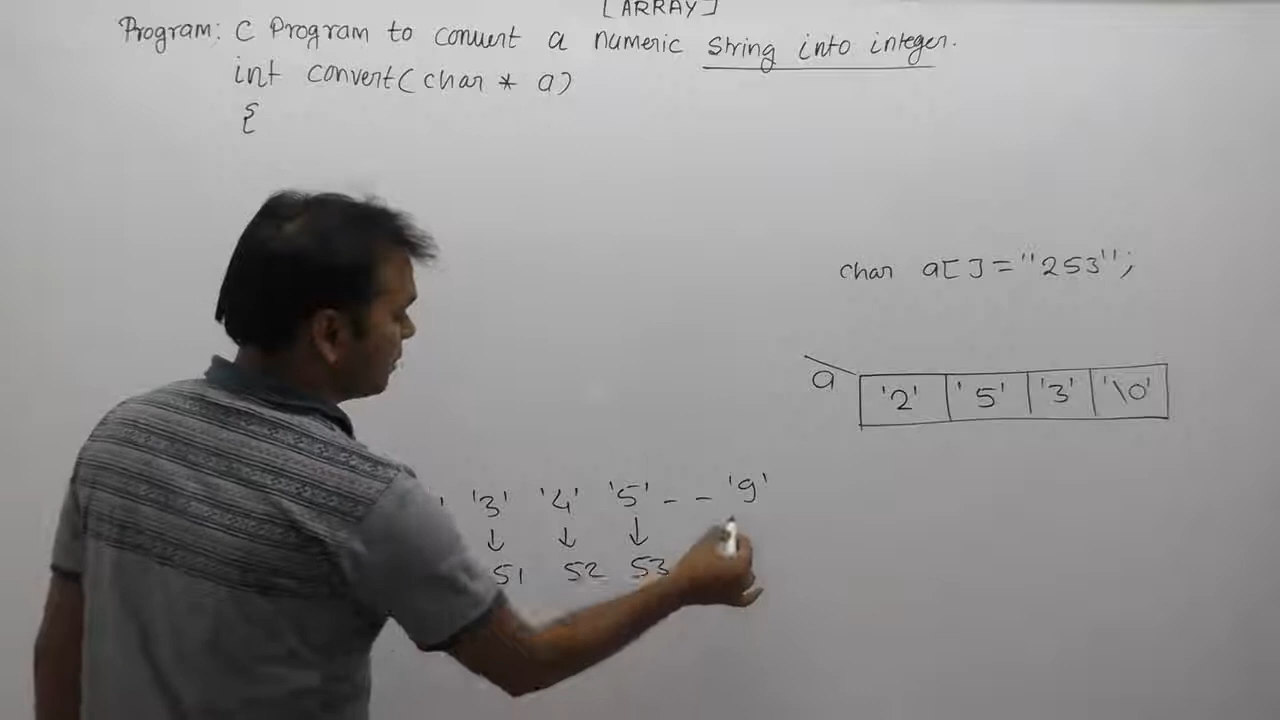 [ARRAY]
Program: C Program to convert a numeric string into integer.
int convert(char * a)
{
char a[]="253";
a '2' '5' '3' '\0'
'3' '4' '5' - - '9'
↓ ↓ ↓
51 52 53